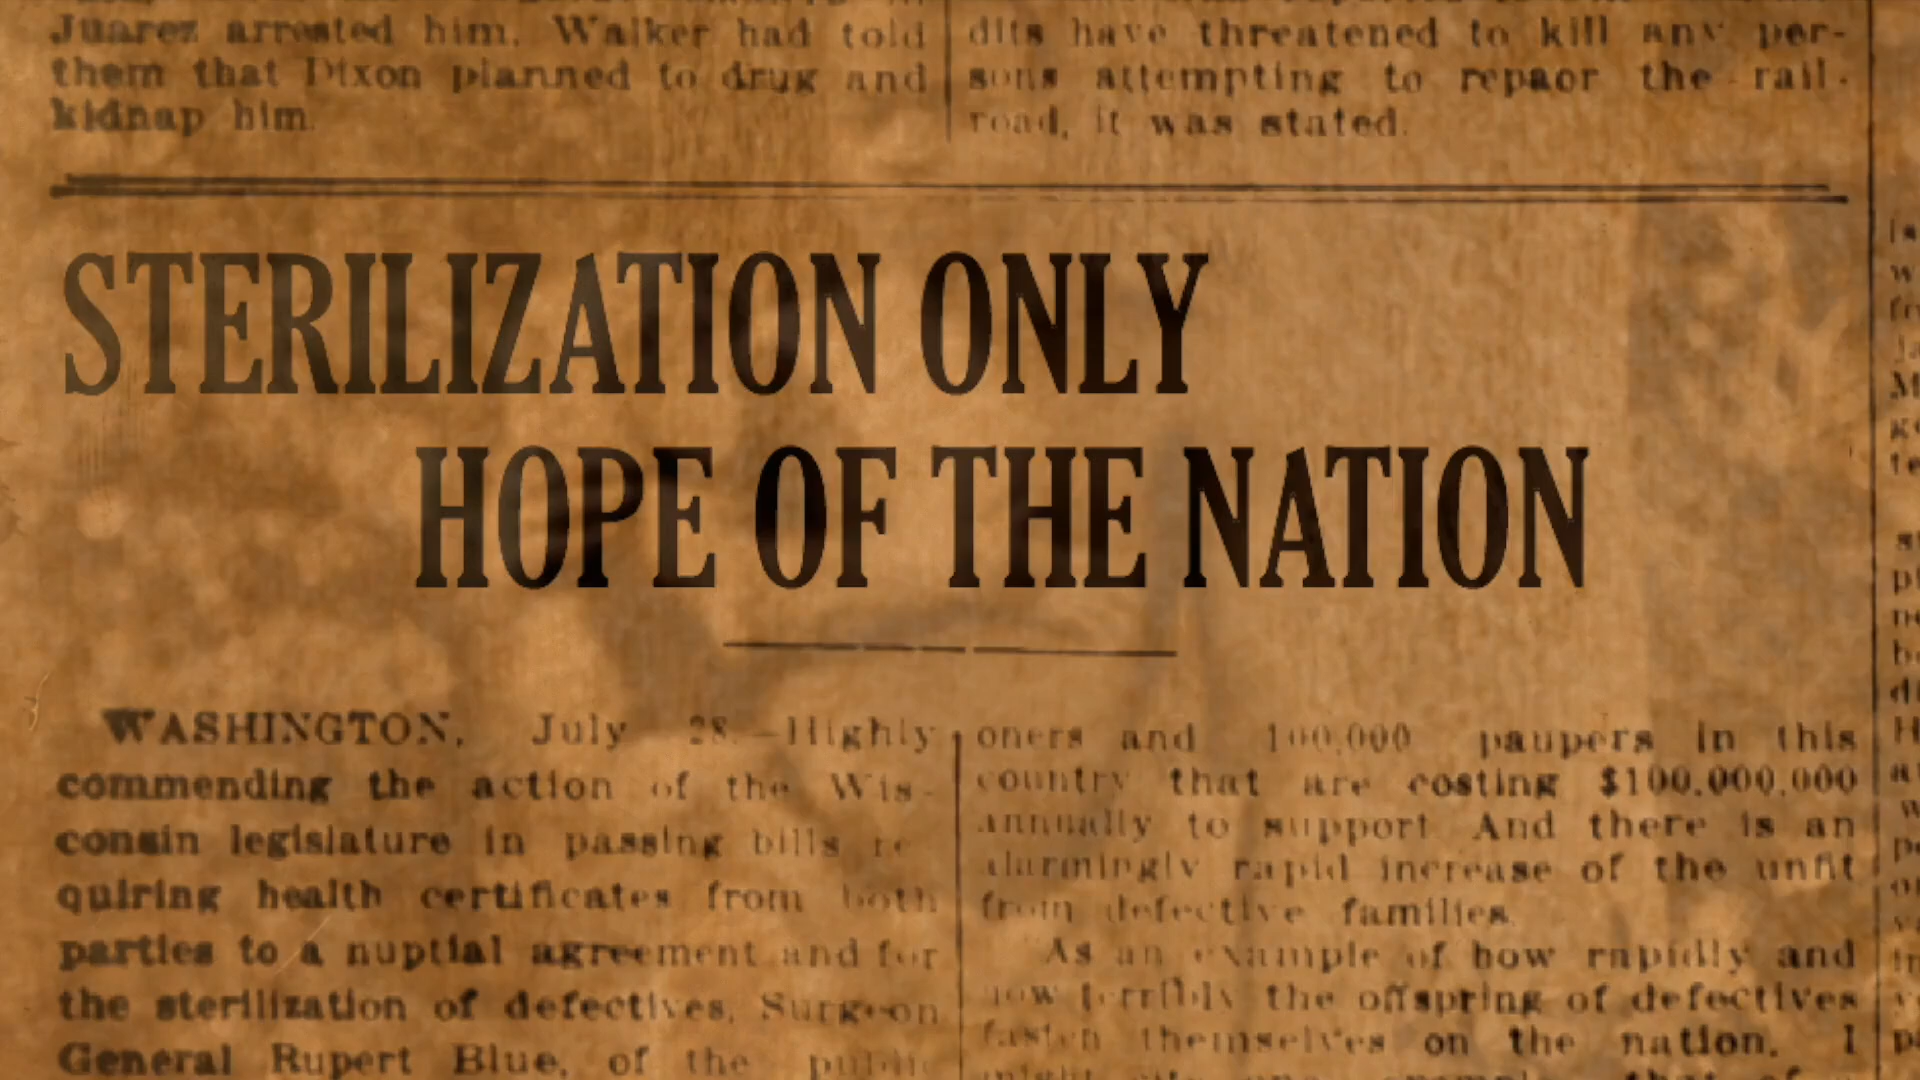 Juarez arrested him. Walker had told
them that Dixon planned to drug and
kidnap him.
dits have threatened to kill any per-
sons attempting to repaor the rail-
road, it was stated.
STERILIZATION ONLY
HOPE OF THE NATION
WASHINGTON, July 28.—Highly
commending the action of the Wis-
consin legislature in passing bills re-
quiring health certificates from both
parties to a nuptial agreement and for
the sterilization of defectives, Surgeon
General Rupert Blue, of the public
oners and 100,000 paupers in this
country that are costing $100,000,000
annually to support. And there is an
alarmingly rapid increase of the unfit
from defective families.
As an example of how rapidly and
how terribly the offspring of defectives
fasten themselves on the nation, I